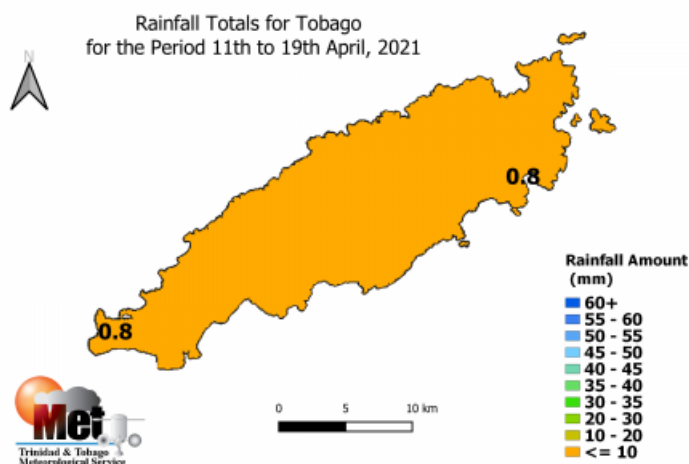 Rainfall Totals for Tobago
for the Period 11th to 19th April, 2021
N
0.8
0.8
Rainfall Amount
(mm)
60+
55 - 60
50 - 55
45 - 50
40 - 45
35 - 40
30 - 35
20 - 30
10 - 20
<= 10
0 5 10 km
Met
Trinidad & Tobago
Meteorological Service